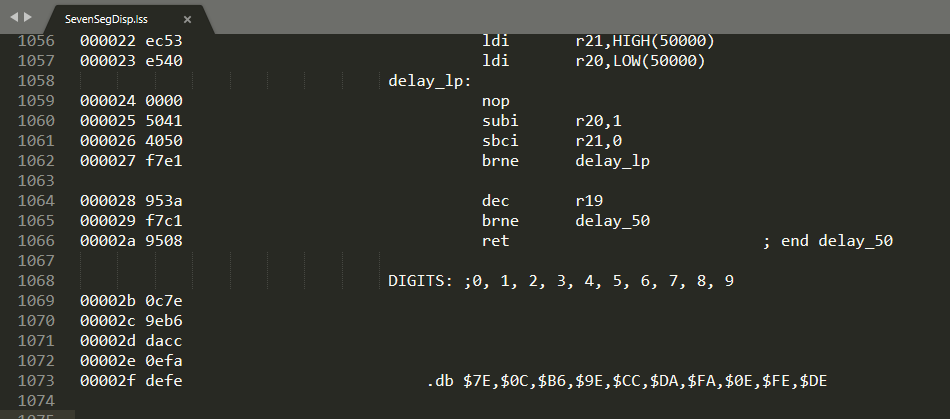 SevenSegDisp.lss ×
1056 000022 ec53 ldi r21,HIGH(50000)
1057 000023 e540 ldi r20,LOW(50000)
1058 delay_lp:
1059 000024 0000 nop
1060 000025 5041 subi r20,1
1061 000026 4050 sbci r21,0
1062 000027 f7e1 brne delay_lp
1063
1064 000028 953a dec r19
1065 000029 f7c1 brne delay_50
1066 00002a 9508 ret ; end delay_50
1067
1068 DIGITS: ;0, 1, 2, 3, 4, 5, 6, 7, 8, 9
1069 00002b 0c7e
1070 00002c 9eb6
1071 00002d dacc
1072 00002e 0efa
1073 00002f defe .db $7E,$0C,$B6,$9E,$CC,$DA,$FA,$0E,$FE,$DE
1074
1075